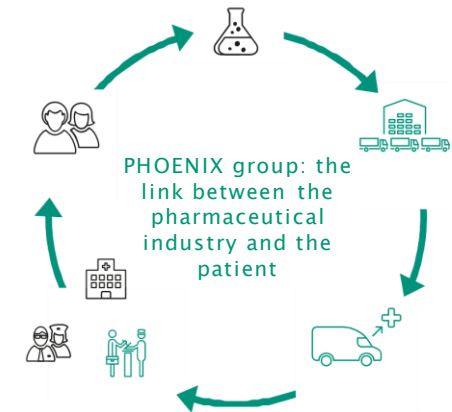 PHOENIX group: the
link between the
pharmaceutical
industry and the
patient